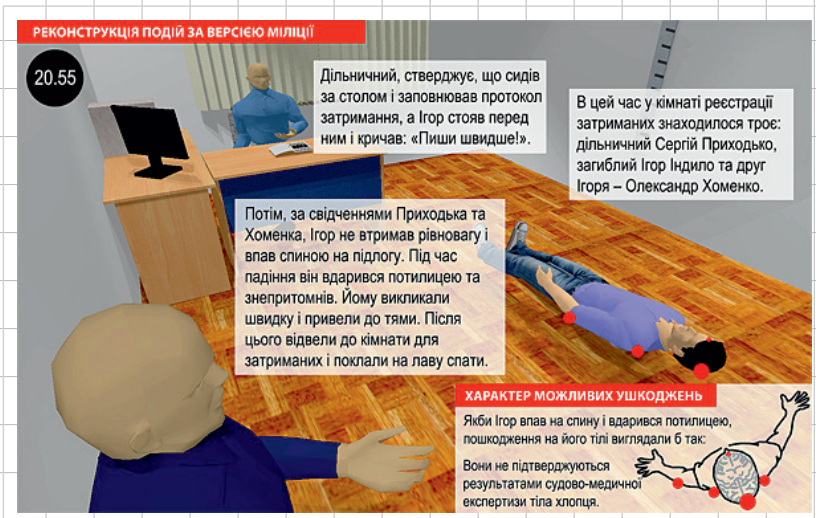 РЕКОНСТРУКЦІЯ ПОДІЙ ЗА ВЕРСІЄЮ МІЛІЦІЇ
20.55
Дільничний, стверджує, що сидів
за столом і заповнював протокол
затримання, а Ігор стояв перед
ним і кричав: «Пиши швидше!».
В цей час у кімнаті реєстрації
затриманих знаходилося троє:
дільничний Сергій Приходько,
загиблий Ігор Індило та друг
Ігоря – Олександр Хоменко.
Потім, за свідченнями Приходька та
Хоменка, Ігор не втримав рівновагу і
впав спиною на підлогу. Під час
падіння він вдарився потилицею та
знепритомнів. Йому викликали
швидку і привели до тями. Після
цього відвели до кімнати для
затриманих і поклали на лаву спати.
ХАРАКТЕР МОЖЛИВИХ УШКОДЖЕНЬ
Якби Ігор впав на спину і вдарився потилицею,
пошкодження на його тілі виглядали б так:
Вони не підтверджуються
результатами судово-медичної
експертизи тіла хлопця.